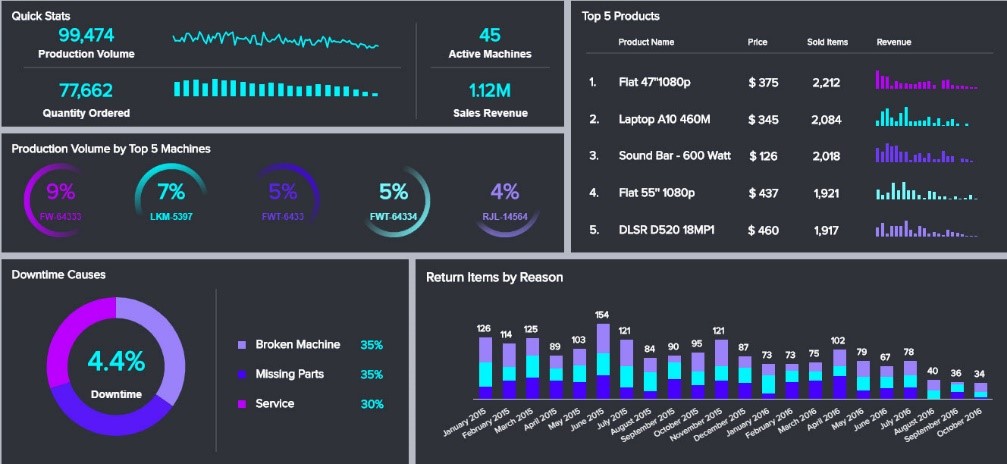 Quick Stats
99,474
Production Volume
45
Active Machines
77,662
Quantity Ordered
1.12M
Sales Revenue
Top 5 Products
Product Name Price Sold Items Revenue
1. Flat 47"1080p $ 375 2,212
2. Laptop A10 460M $ 345 2,084
3. Sound Bar - 600 Watt $ 126 2,018
4. Flat 55" 1080p $ 437 1,921
5. DLSR D520 18MP1 $ 460 1,917
Production Volume by Top 5 Machines
9% 7% 5% 5% 4%
FW-64333 LKM-5397 FWT-6433 FWT-64334 RJL-14564
Downtime Causes
4.4%
Downtime
Broken Machine 35%
Missing Parts 35%
Service 30%
Return Items by Reason
126 114 125 89 103 154 121 84 90 95 121 87 73 73 75 102 79 67 78 40 36 34
January 2015 February 2015 March 2015 April 2015 May 2015 June 2015 July 2015 August 2015 September 2015 October 2015 November 2015 December 2015 January 2016 February 2016 March 2016 April 2016 May 2016 June 2016 July 2016 August 2016 September 2016 October 2016